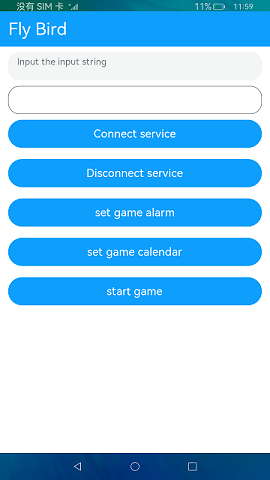 没有 SIM 卡 11% 11:59
Fly Bird
Input the input string
Connect service
Disconnect service
set game alarm
set game calendar
start game